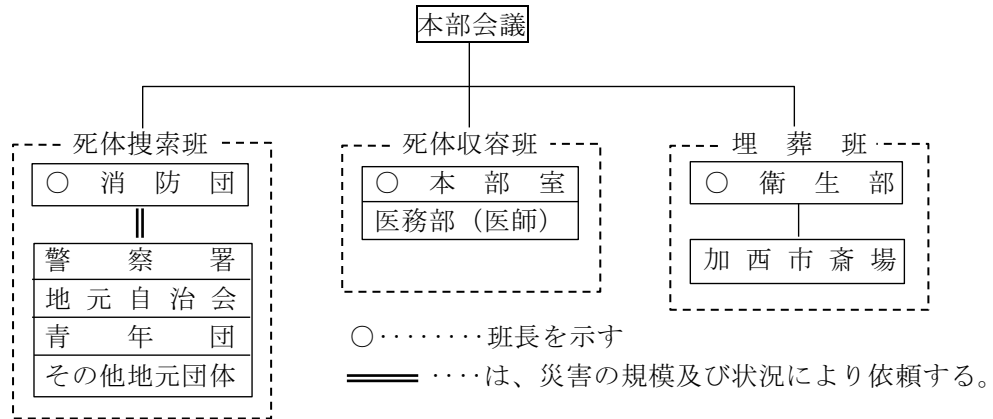 本部会議
死体捜索班
死体収容班
埋葬班
○消防団
警察署
地元自治会
青年団
その他地元団体
○本部室
医務部（医師）
○衛生部
加西市斎場
○‥‥‥‥班長を示す
‥‥は、災害の規模及び状況により依頼する。